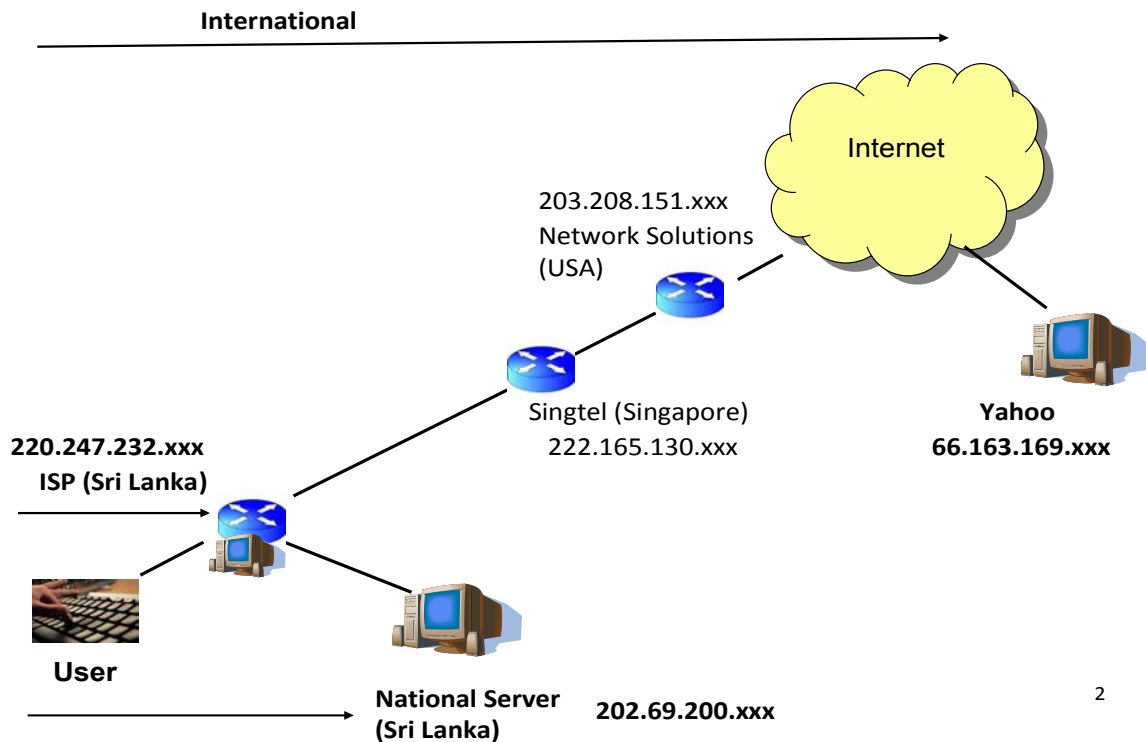 International
Internet
203.208.151.xxx
Network Solutions
(USA)
Singtel (Singapore)
222.165.130.xxx
Yahoo
66.163.169.xxx
220.247.232.xxx
ISP (Sri Lanka)
User
National Server
(Sri Lanka)
202.69.200.xxx
2